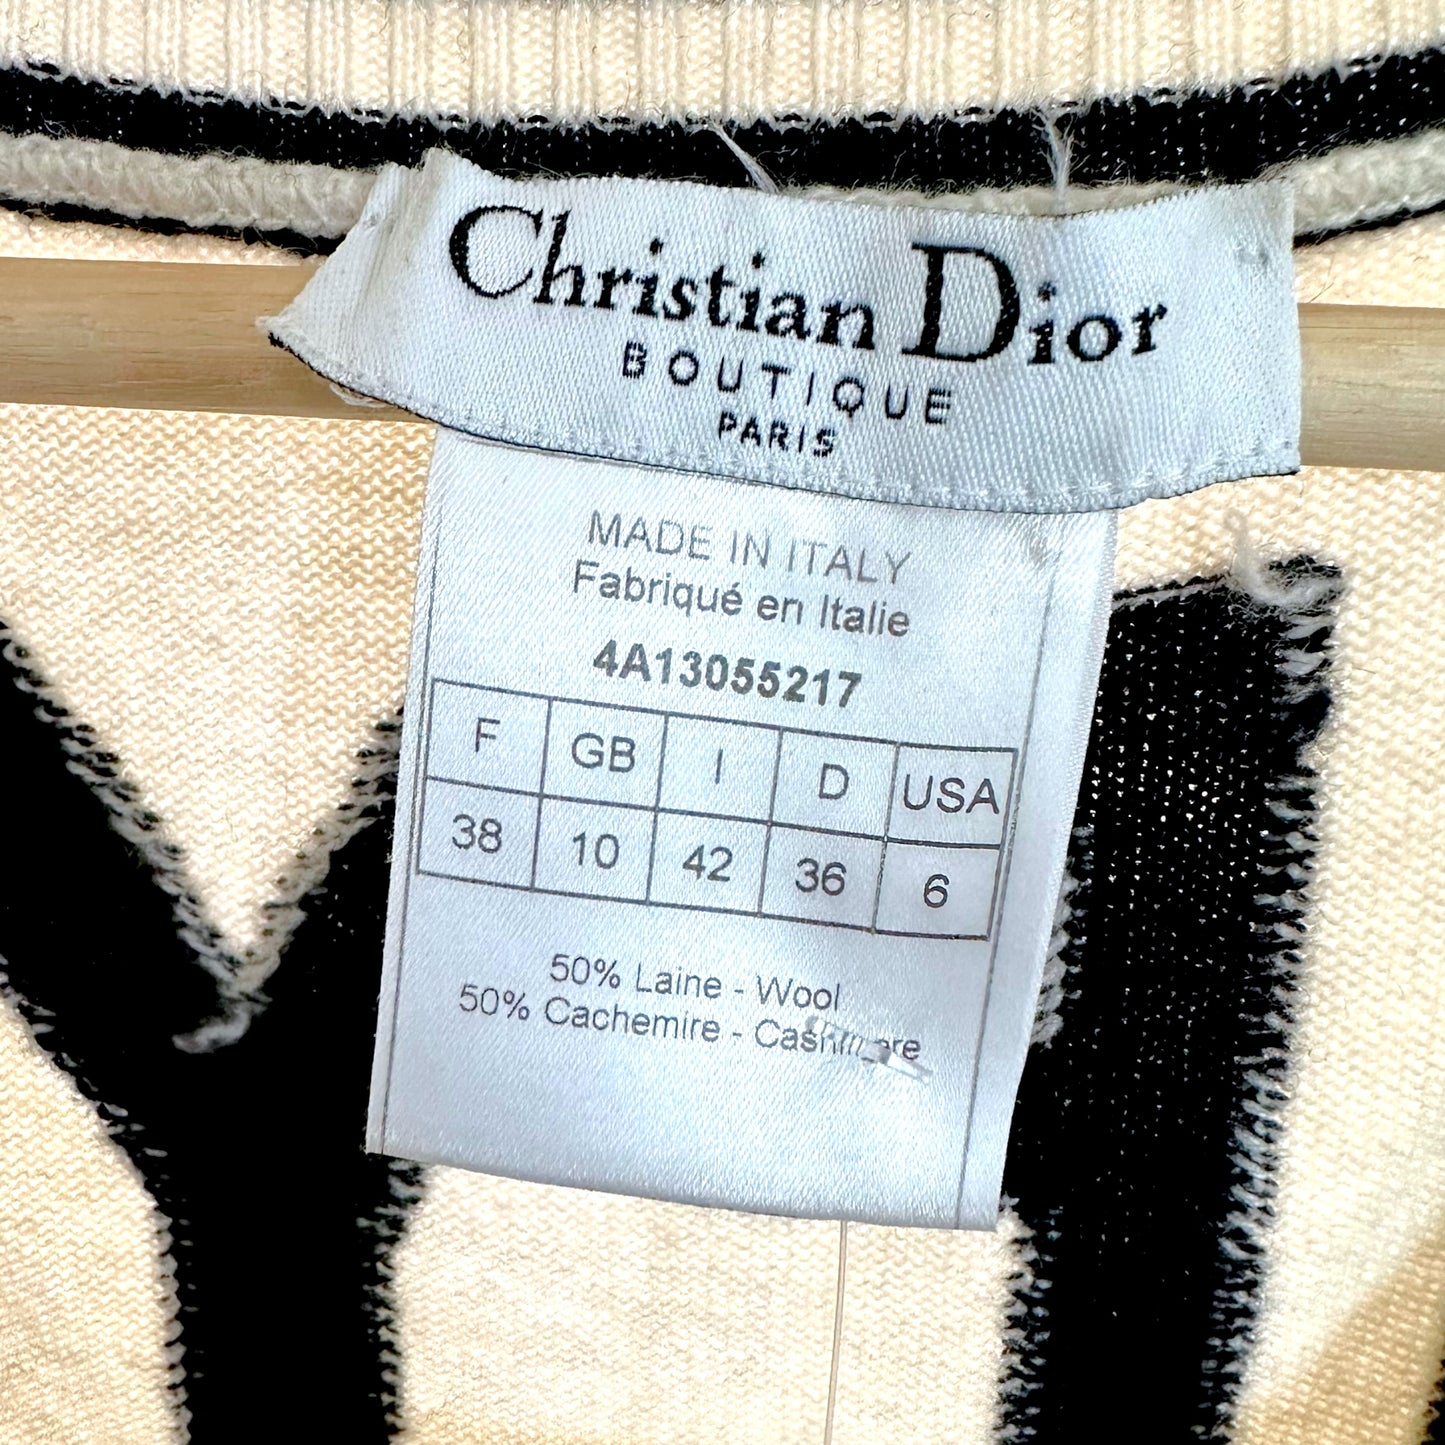 Christian Dior
BOUTIQUE
PARIS
MADE IN ITALY
Fabriqué en Italie
4A13055217
F GB I D USA
38 10 42 36 6
50% Laine - Wool
50% Cachemire - Cashmere